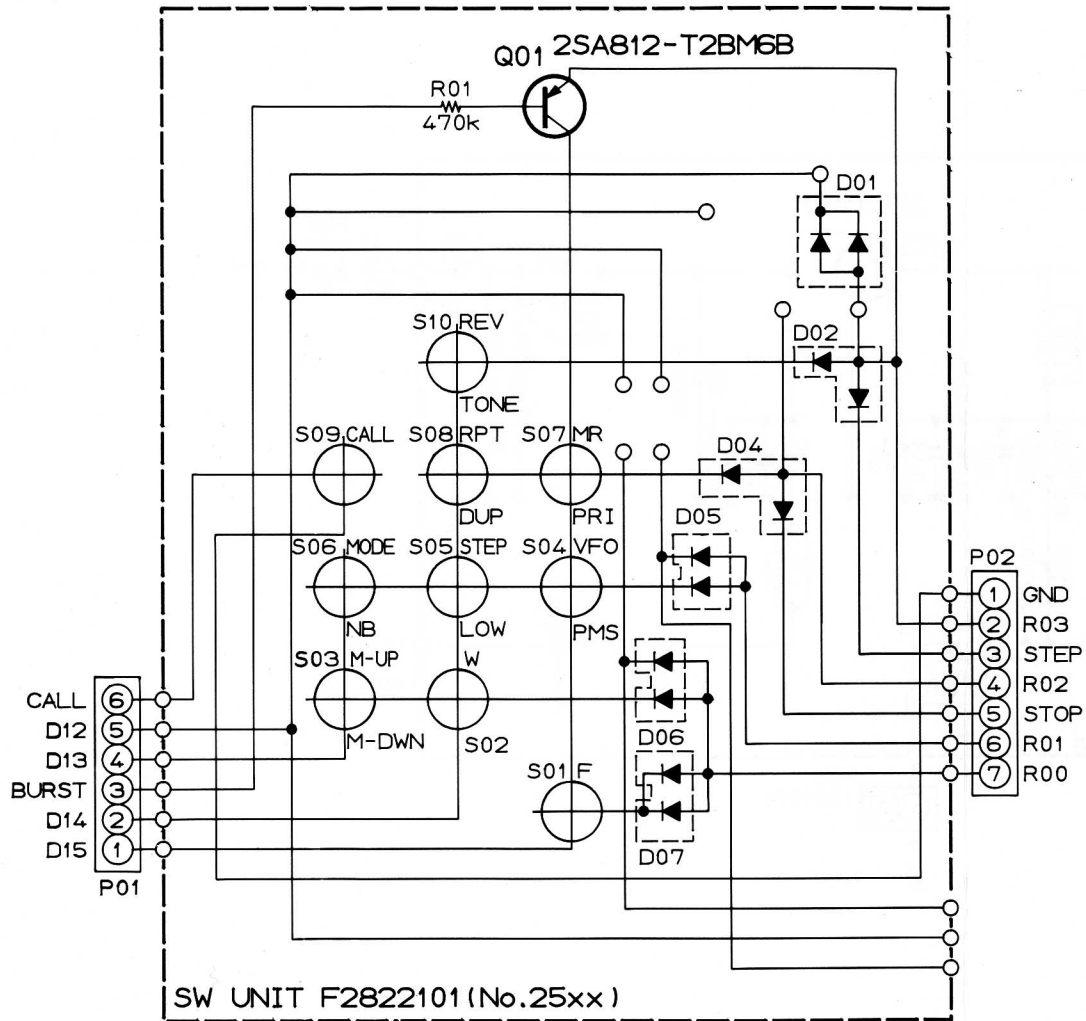 2SA812-T2BM6B
Q01
R01
470k
D01
S10 REV
D02
TONE
S09 CALL
S08 RPT
S07 MR
D04
DUP
PRI
D05
S06 MODE
S05 STEP
S04 VFO
P02
1 GND
2 R03
NB
LOW
PMS
3 STEP
S03 M-UP
W
4 R02
CALL 6
5 STOP
D12 5
M-DWN
S02
D06
6 R01
D13 4
S01 F
7 R00
BURST 3
D14 2
D15 1
D07
P01
SW UNIT F2822101 (No.25xx)